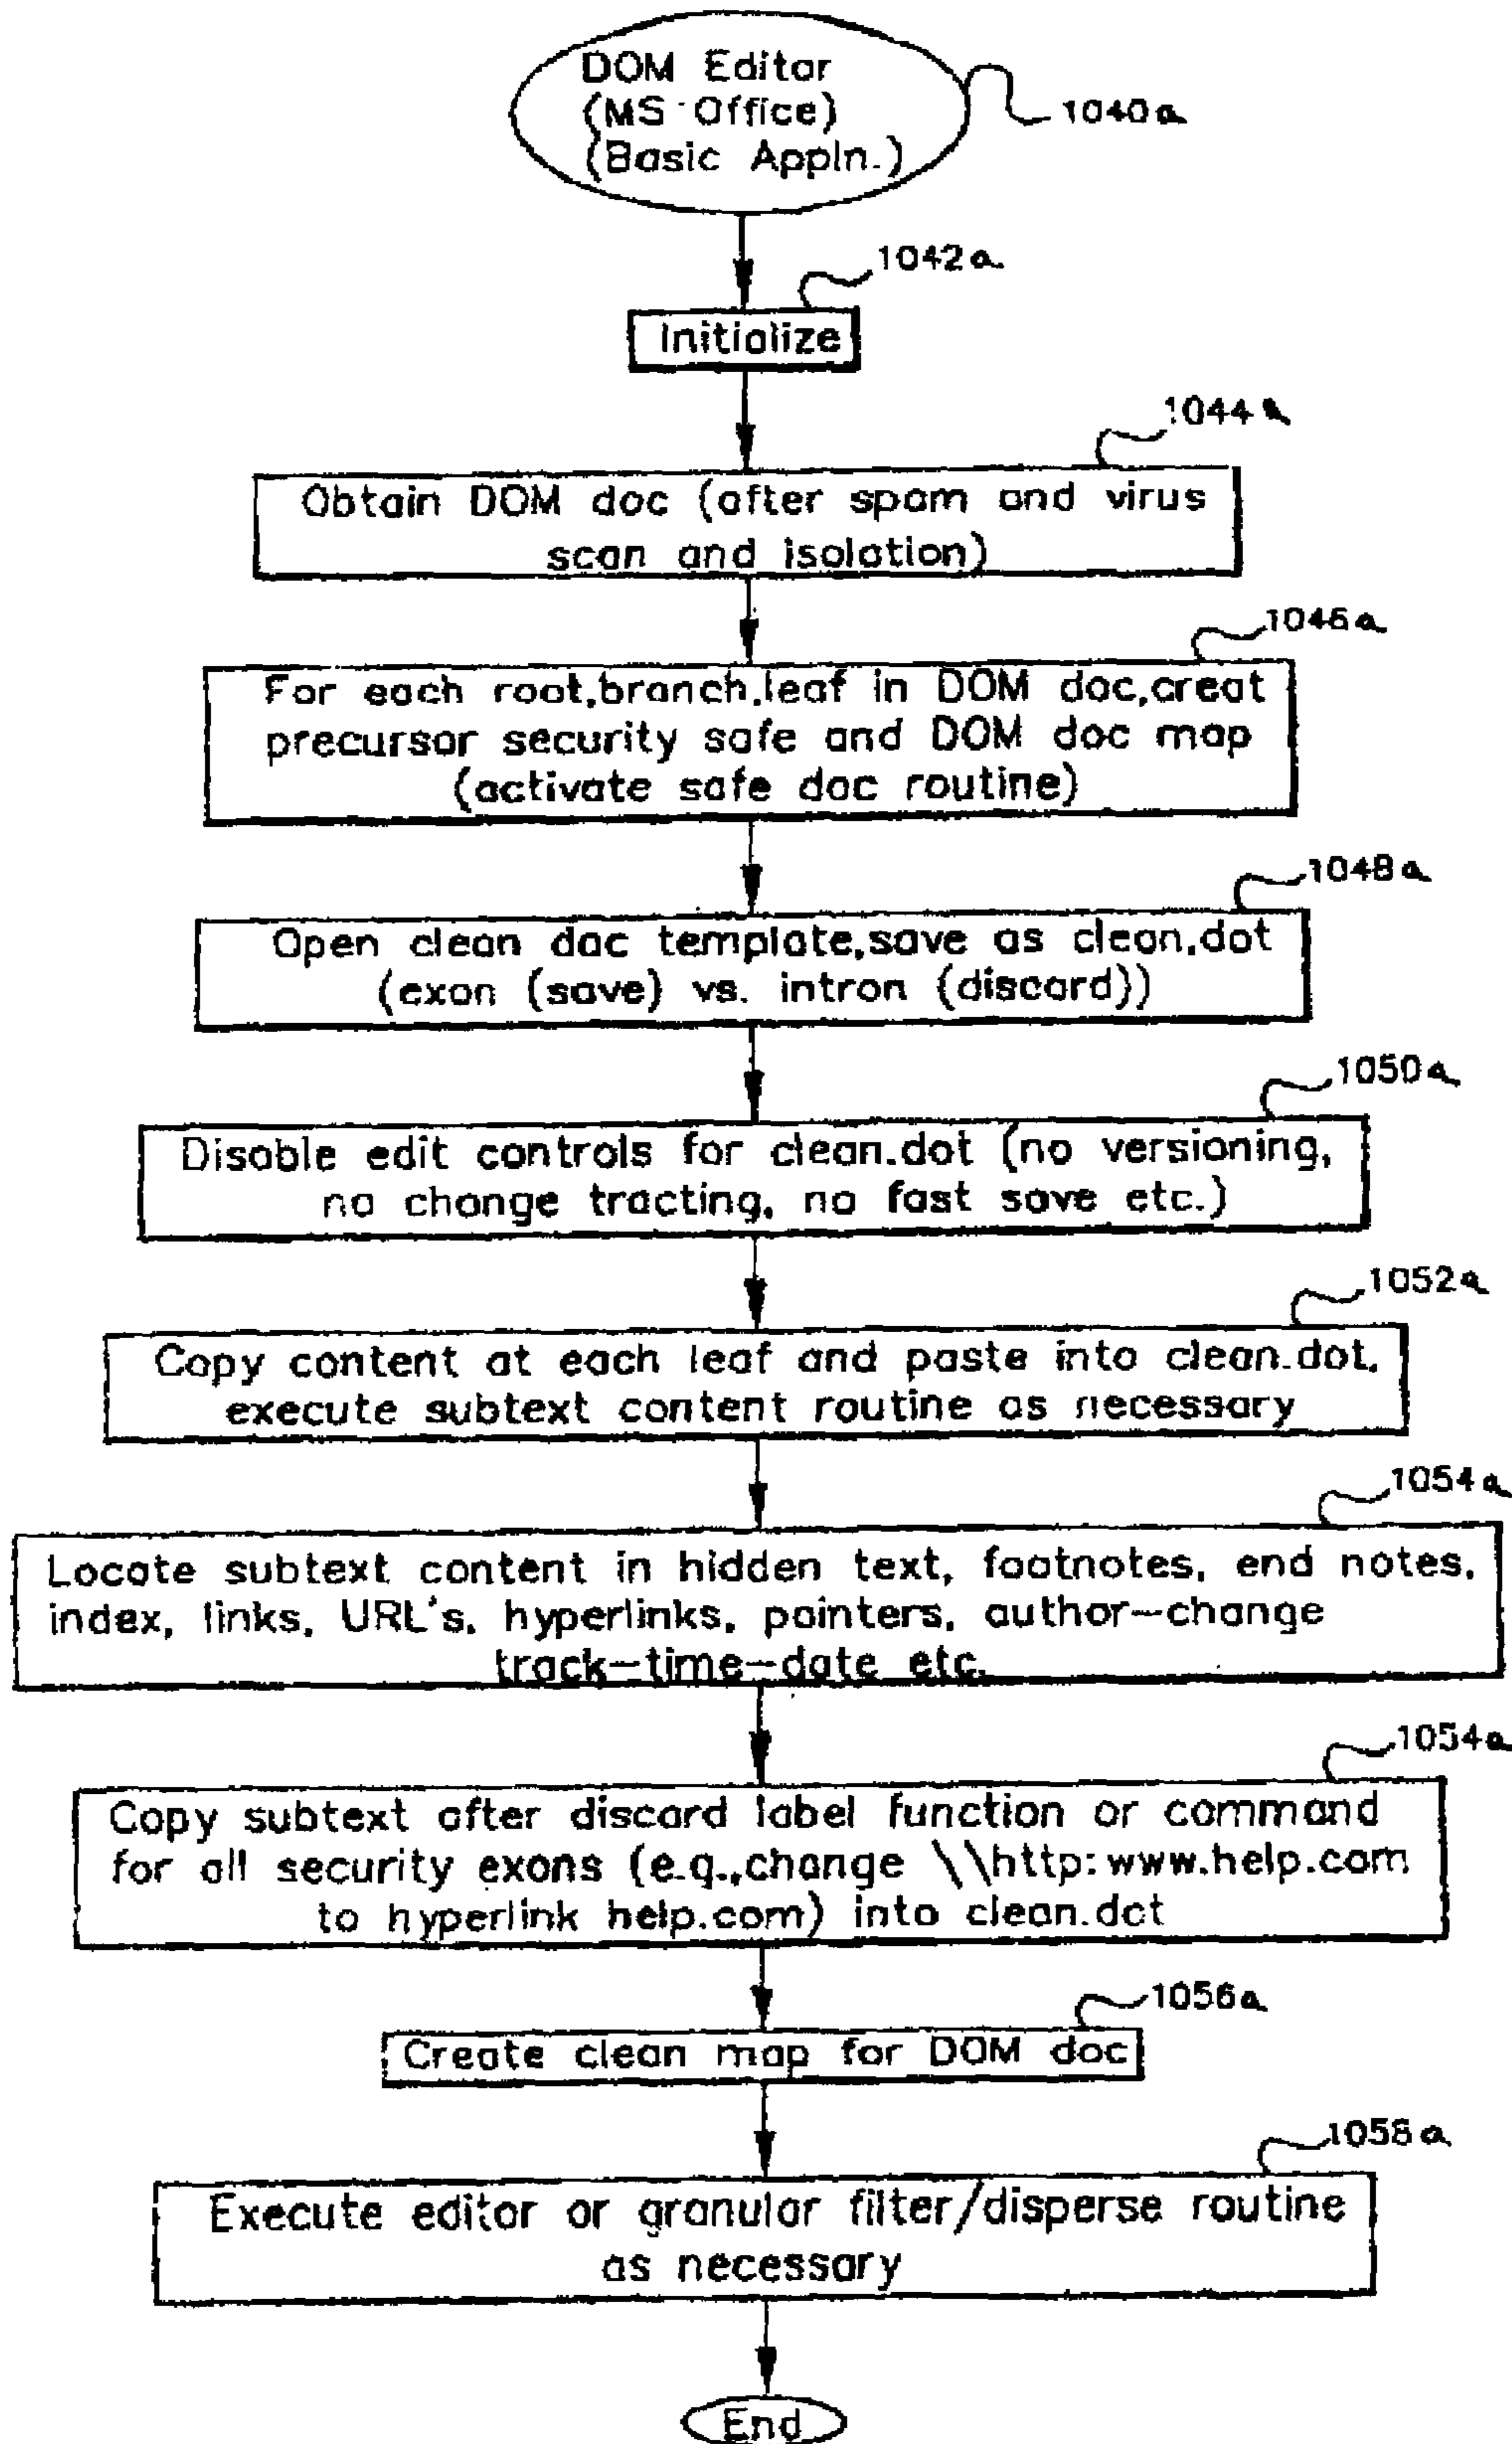 DOM Editor
(MS Office)
(Basic Appln.)
1040a
1042a
Initialize
1044a
Obtain DOM doc (after spam and virus
scan and isolation)
1046a
For each root,branch,leaf in DOM doc,creat
precursor security safe and DOM doc map
(activate safe doc routine)
1048a
Open clean doc template,save as clean.dot
(exon (save) vs. intron (discard))
1050a
Disable edit controls for clean.dot (no versioning,
no change tracting, no fast save etc.)
1052a
Copy content at each leaf and paste into clean.dot,
execute subtext content routine as necessary
1054a
Locate subtext content in hidden text, footnotes, end notes,
index, links, URL's, hyperlinks, pointers, author-change
track-time-date etc.
1054a
Copy subtext after discard label function or command
for all security exons (e.g.,change \\http:www.help.com
to hyperlink help.com) into clean.dot
1056a
Create clean map for DOM doc
1058a
Execute editor or granular filter/disperse routine
as necessary
End